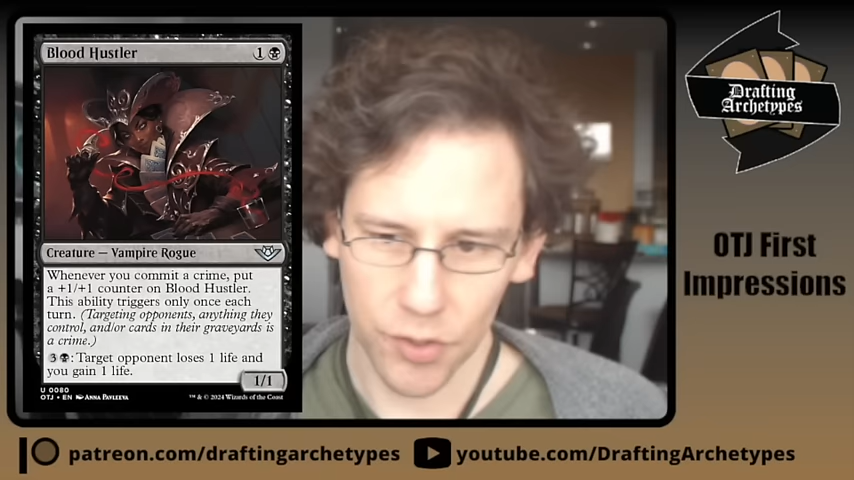 Blood Hustler 1
Creature — Vampire Rogue
Whenever you commit a crime, put
a +1/+1 counter on Blood Hustler.
This ability triggers only once each
turn. (Targeting opponents, anything they
control, and/or cards in their graveyards is
a crime.)
3: Target opponent loses 1 life and
you gain 1 life.
1/1
U 0080
OTJ • EN Anna Pavleeva
™ & © 2024 Wizards of the Coast
Drafting
Archetypes
OTJ First
Impressions
patreon.com/draftingarchetypes
youtube.com/DraftingArchetypes